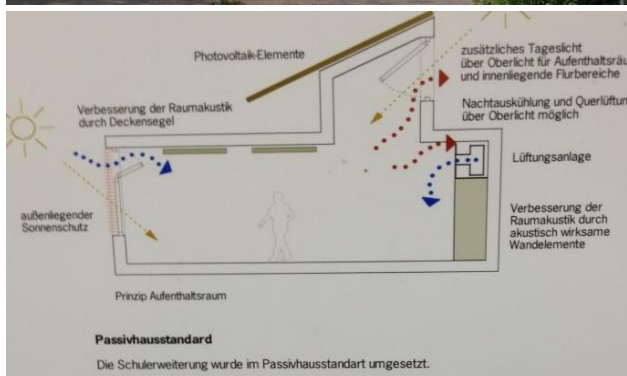 Photovoltaik-Elemente
zusätzliches Tageslicht
über Oberlicht für Aufenthaltsräu
und innenliegende Flurbereiche
Verbesserung der Raumakustik
durch Deckensegel
Nachtauskühlung und Querlüftun
über Oberlicht möglich
Lüftungsanlage
außenliegender
Sonnenschutz
Verbesserung der
Raumakustik durch
akustisch wirksame
Wandelemente
Prinzip Aufenthaltsraum
Passivhausstandard
Die Schulerweiterung wurde im Passivhausstandart umgesetzt.